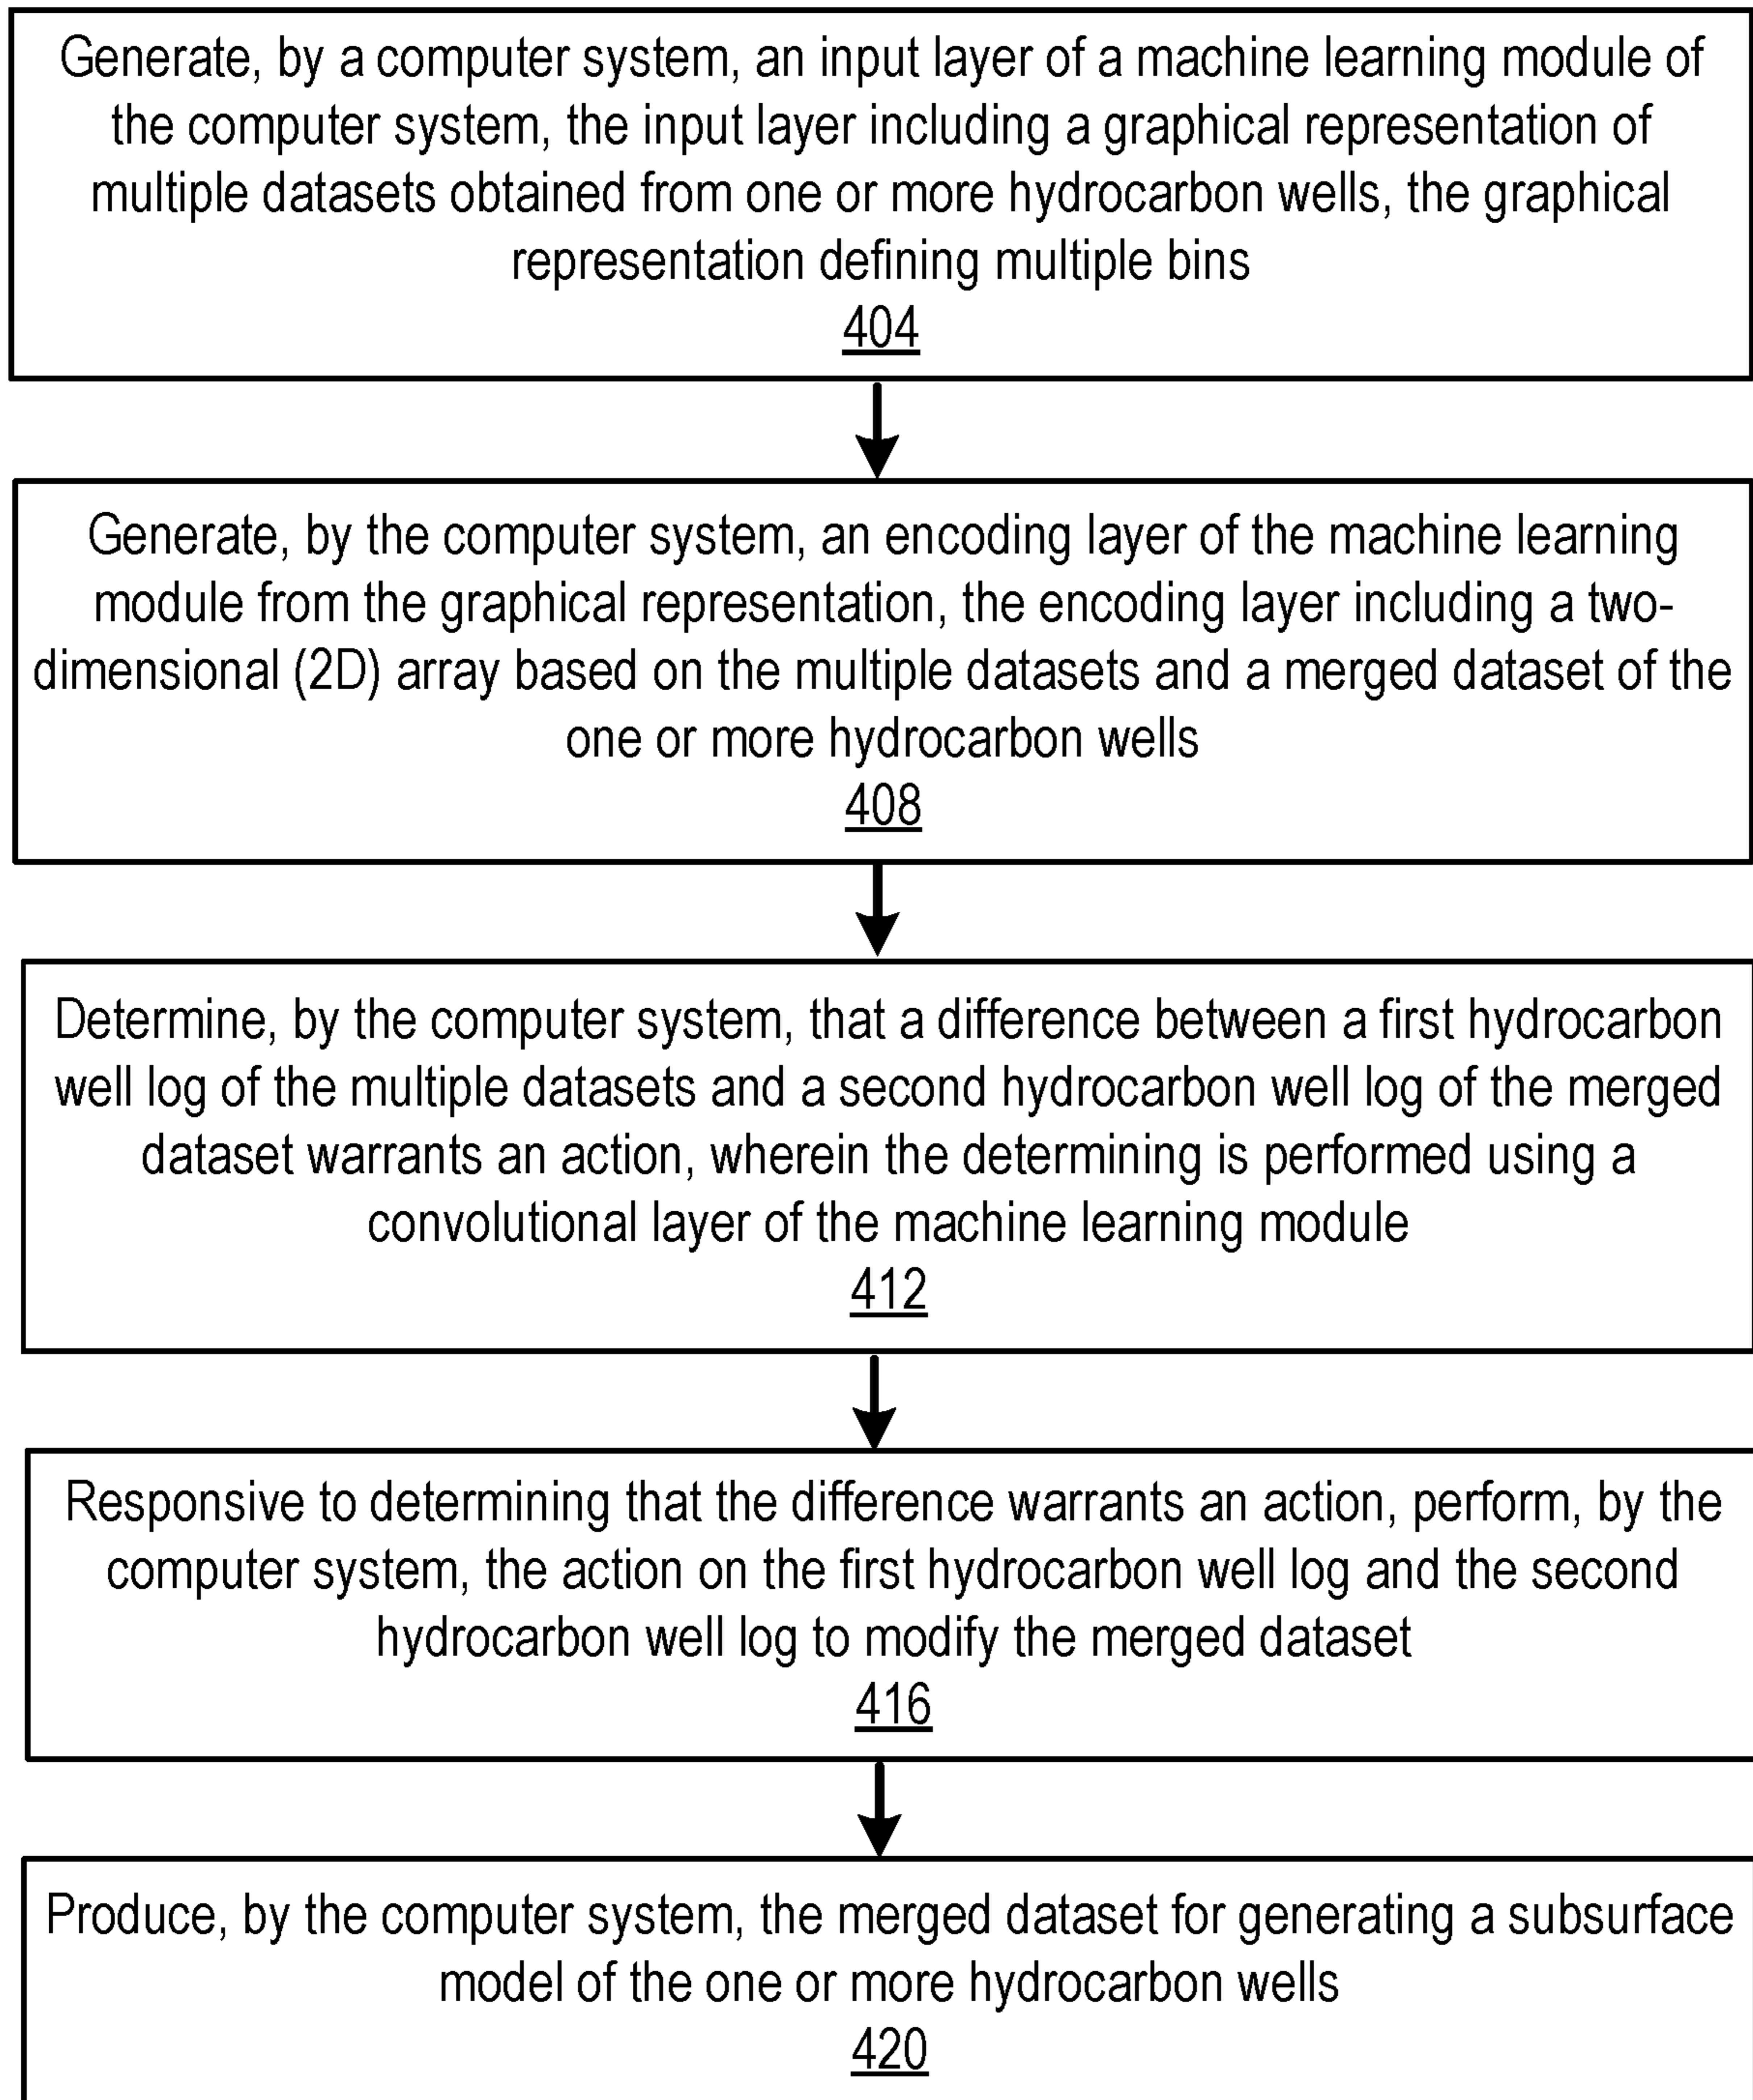 Generate, by a computer system, an input layer of a machine learning module of
the computer system, the input layer including a graphical representation of
multiple datasets obtained from one or more hydrocarbon wells, the graphical
representation defining multiple bins
404
Generate, by the computer system, an encoding layer of the machine learning
module from the graphical representation, the encoding layer including a two-
dimensional (2D) array based on the multiple datasets and a merged dataset of the
one or more hydrocarbon wells
408
Determine, by the computer system, that a difference between a first hydrocarbon
well log of the multiple datasets and a second hydrocarbon well log of the merged
dataset warrants an action, wherein the determining is performed using a
convolutional layer of the machine learning module
412
Responsive to determining that the difference warrants an action, perform, by the
computer system, the action on the first hydrocarbon well log and the second
hydrocarbon well log to modify the merged dataset
416
Produce, by the computer system, the merged dataset for generating a subsurface
model of the one or more hydrocarbon wells
420